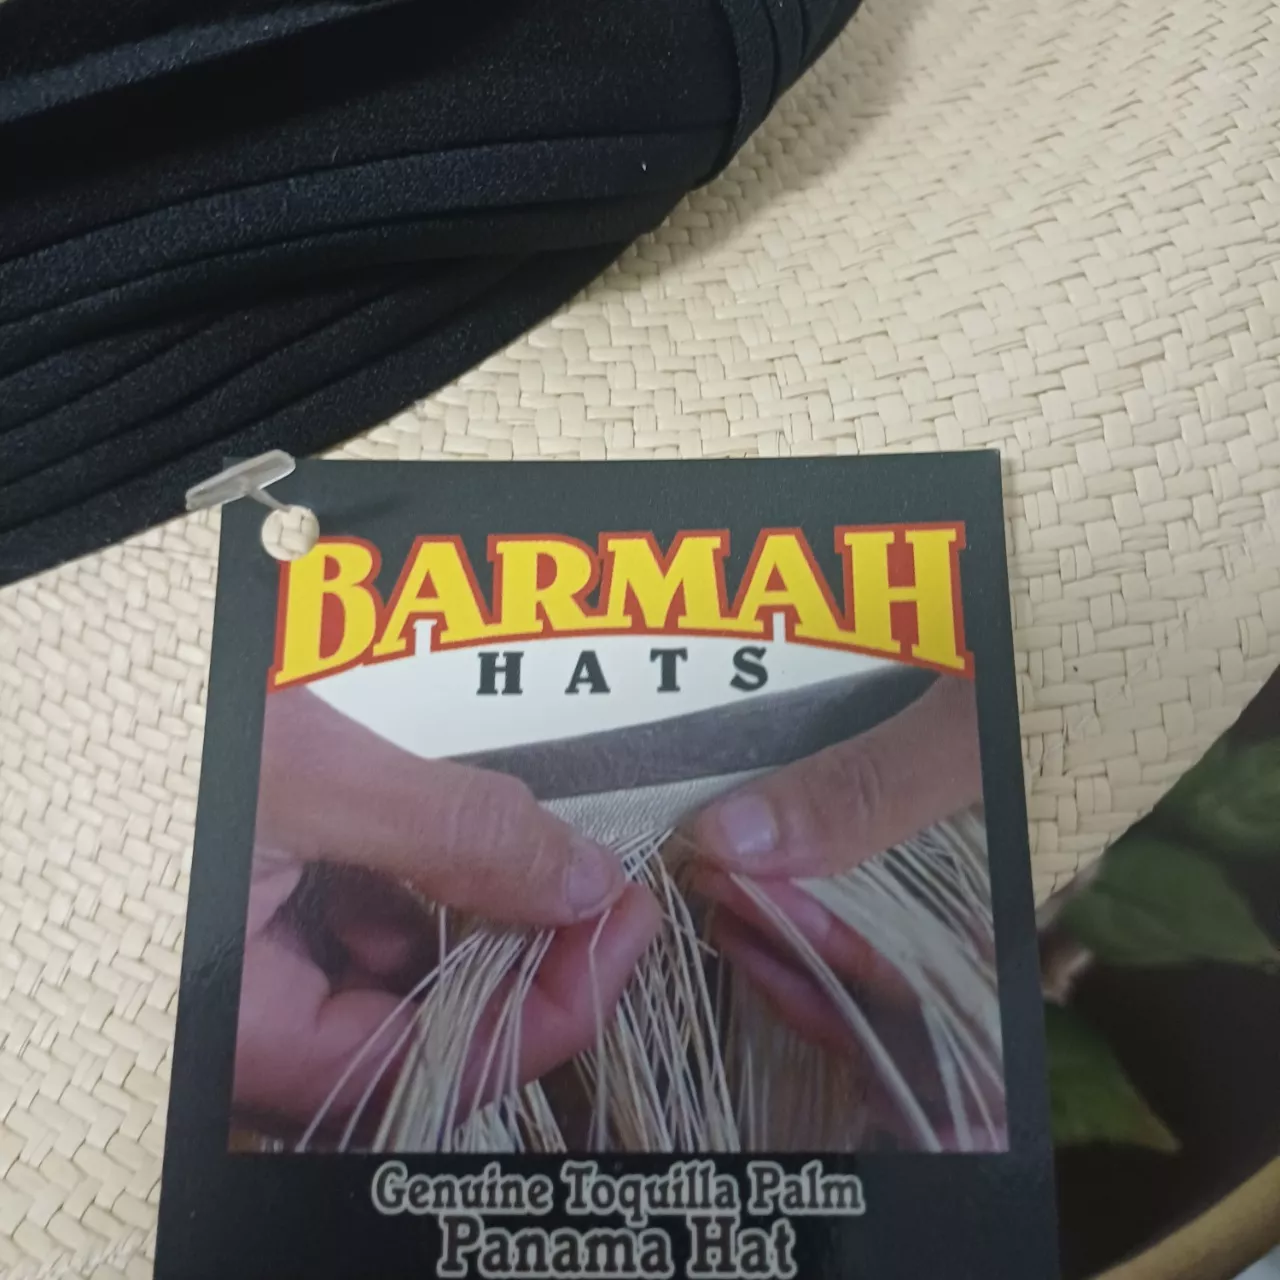 BARMAH
HATS
Genuine Toquilla Palm
Panama Hat